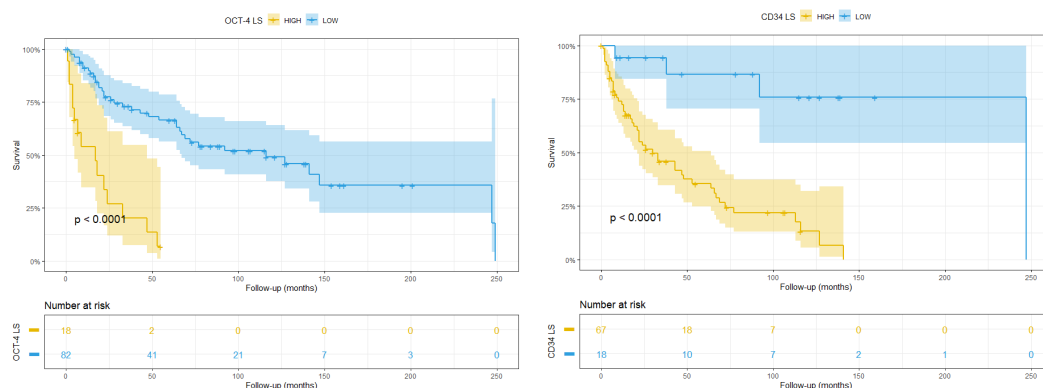 OCT-4 LS HIGH LOW
100%
75%
50%
25%
0%
Survival
p < 0.0001
0 50 100 150 200 250
Follow-up (months)
Number at risk
OCT-4 LS
18 2 0 0 0 0
82 41 21 7 3 0
0 50 100 150 200 250
Follow-up (months)
CD34 LS HIGH LOW
100%
75%
50%
25%
0%
Survival
p < 0.0001
0 50 100 150 200 250
Follow-up (months)
Number at risk
CD34 LS
67 18 7 0 0 0
18 10 7 2 1 0
0 50 100 150 200 250
Follow-up (months)